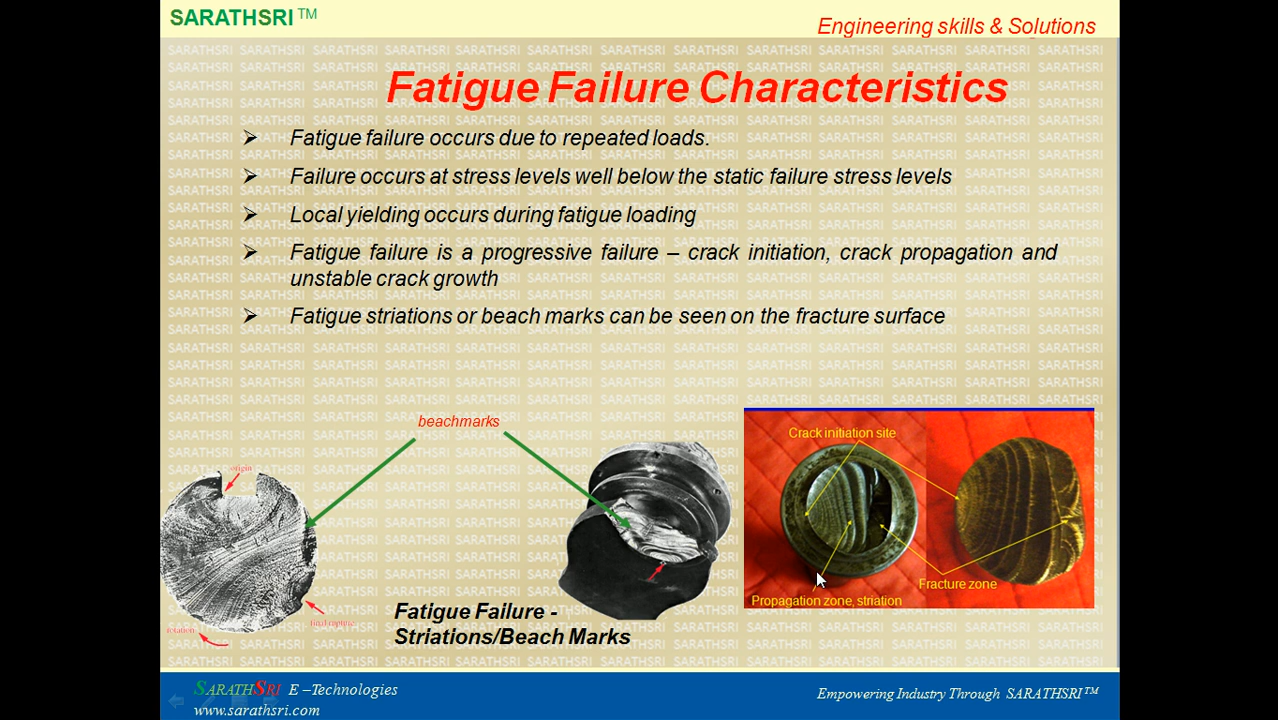 SARATHSRI TM
Engineering skills & Solutions
Fatigue Failure Characteristics
Fatigue failure occurs due to repeated loads.
Failure occurs at stress levels well below the static failure stress levels
Local yielding occurs during fatigue loading
Fatigue failure is a progressive failure – crack initiation, crack propagation and
unstable crack growth
Fatigue striations or beach marks can be seen on the fracture surface
beachmarks
origin
rotation
final rupture
Fatigue Failure -
Striations/Beach Marks
Crack initiation site
Fracture zone
Propagation zone, striation
SARATHSRI E –Technologies
www.sarathsri.com
Empowering Industry Through SARATHSRI TM